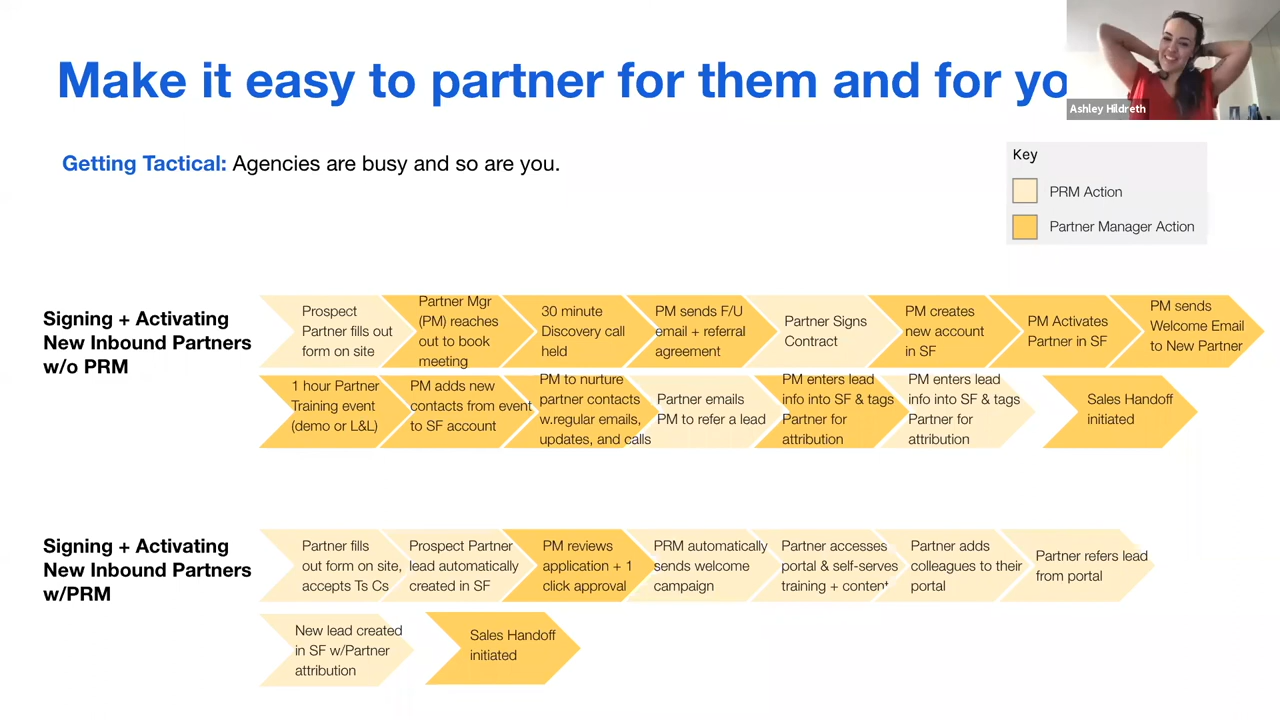 Make it easy to partner for them and for yo
Ashley Hildreth
Getting Tactical: Agencies are busy and so are you.
Key
PRM Action
Partner Manager Action
Signing + Activating
New Inbound Partners
w/o PRM
Prospect
Partner fills out
form on site
Partner Mgr
(PM) reaches
out to book
meeting
30 minute
Discovery call
held
PM sends F/U
email + referral
agreement
Partner Signs
Contract
PM creates
new account
in SF
PM Activates
Partner in SF
PM sends
Welcome Email
to New Partner
1 hour Partner
Training event
(demo or L&L)
PM adds new
contacts from event
to SF account
PM to nurture
partner contacts
w.regular emails,
updates, and calls
Partner emails
PM to refer a lead
PM enters lead
info into SF & tags
Partner for
attribution
PM enters lead
info into SF & tags
Partner for
attribution
Sales Handoff
initiated
Signing + Activating
New Inbound Partners
w/PRM
Partner fills
out form on site,
accepts Ts Cs
Prospect Partner
lead automatically
created in SF
PM reviews
application + 1
click approval
PRM automatically
sends welcome
campaign
Partner accesses
portal & self-serves
training + content
Partner adds
colleagues to their
portal
Partner refers lead
from portal
New lead created
in SF w/Partner
attribution
Sales Handoff
initiated